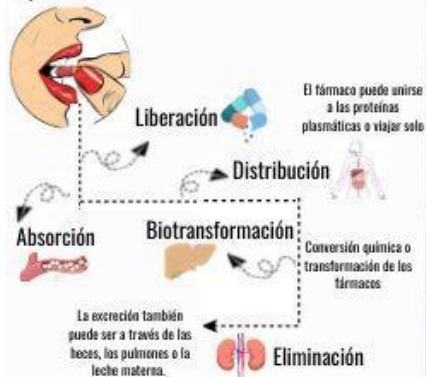 Liberación
El fármaco puede unirse
a las proteínas
plasmáticas o viajar solo
Distribución
Absorción
Biotransformación
Conversión química o
transformación de los
fármacos
La excreción también
puede ser a través de las
heces, los pulmones o la
leche materna.
Eliminación